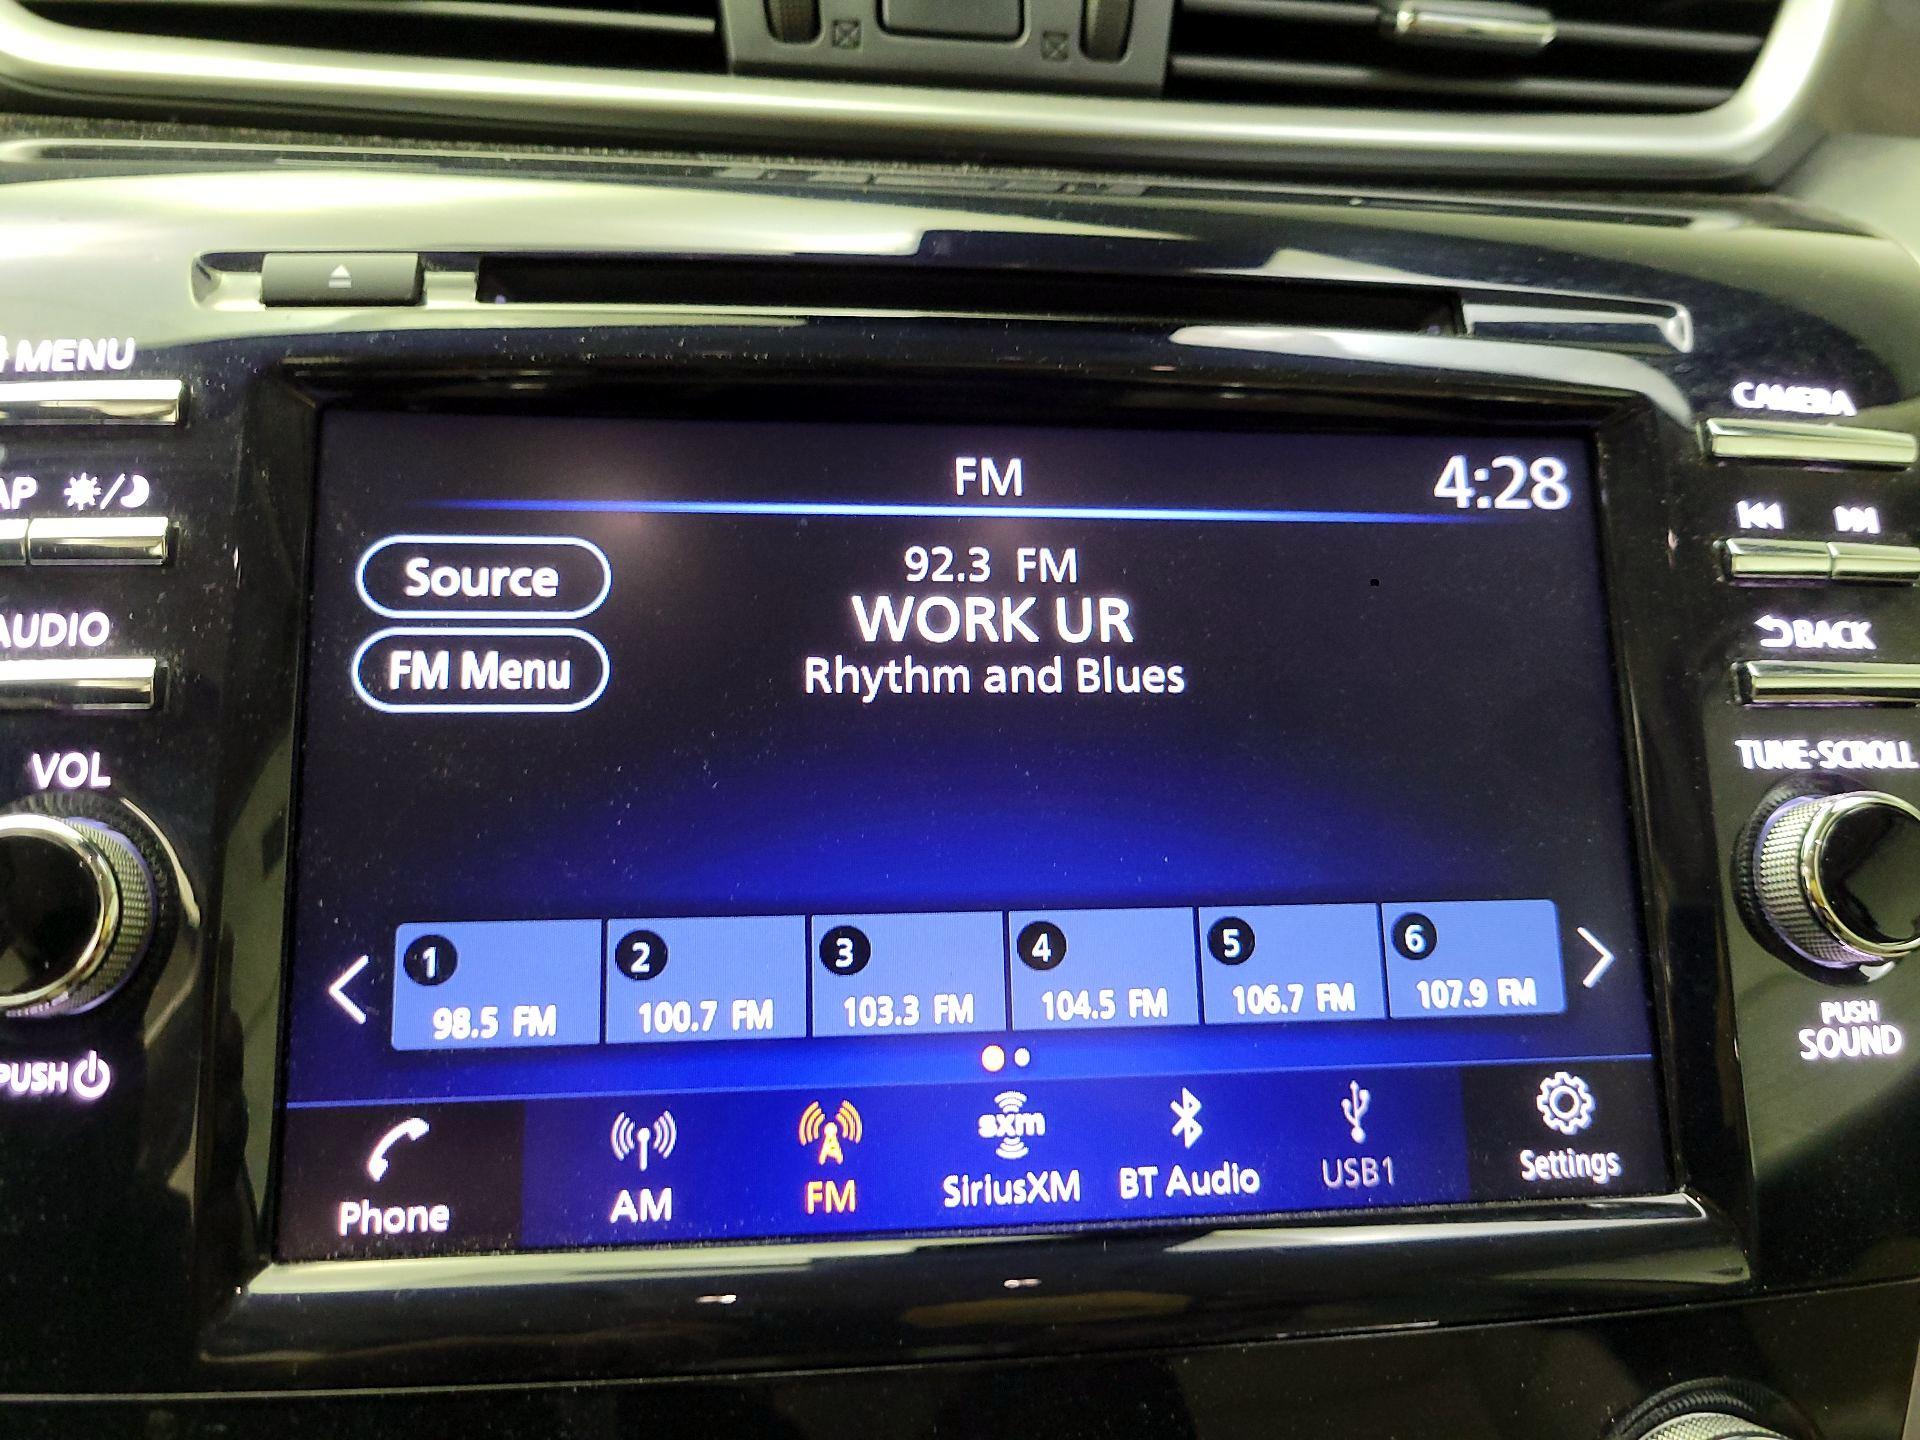 MENU
CAMERA
FM 4:28
Source
92.3 FM
WORK UR
Rhythm and Blues
FM Menu
AUDIO
BACK
VOL
TUNE·SCROLL
1 2 3 4 5 6
98.5 FM 100.7 FM 103.3 FM 104.5 FM 106.7 FM 107.9 FM
PUSH
SOUND
PUSH
Phone AM FM sxm SiriusXM BT Audio USB1 Settings